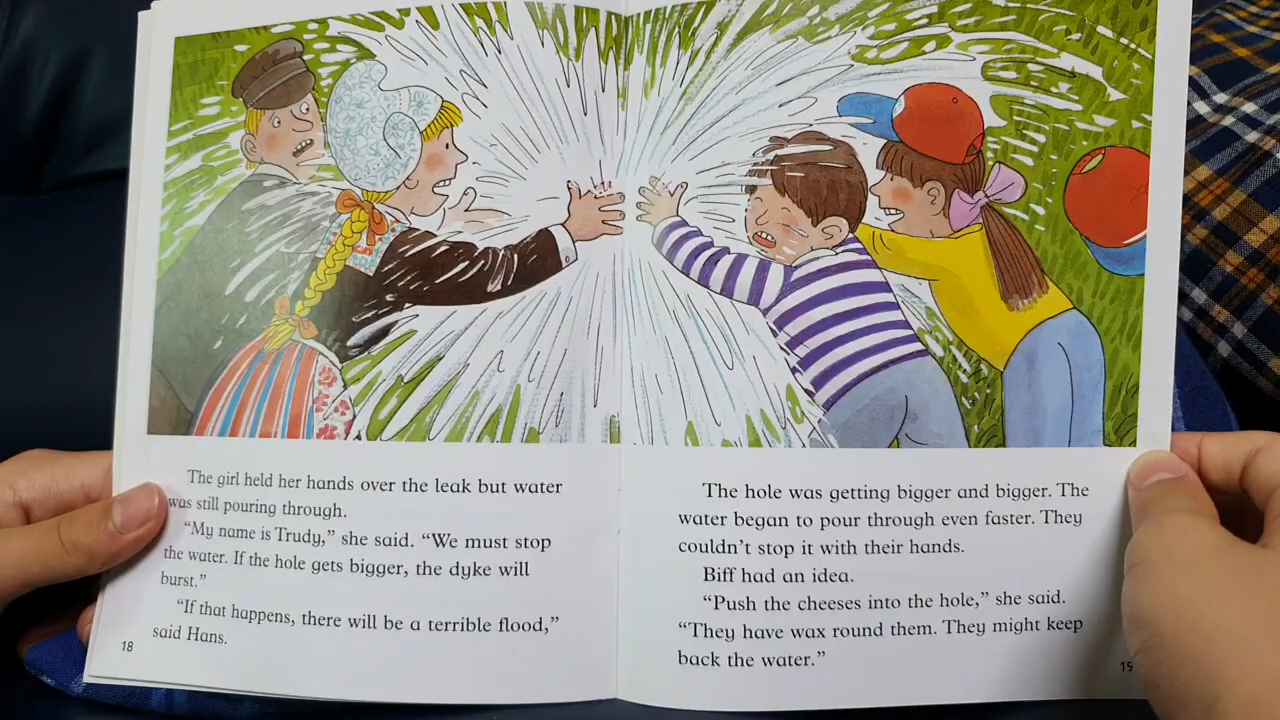 The girl held her hands over the leak but water
was still pouring through.
“My name is Trudy,” she said. “We must stop
the water. If the hole gets bigger, the dyke will
burst.”
“If that happens, there will be a terrible flood,”
said Hans.
18
The hole was getting bigger and bigger. The
water began to pour through even faster. They
couldn’t stop it with their hands.
Biff had an idea.
“Push the cheeses into the hole,” she said.
“They have wax round them. They might keep
back the water.”
19